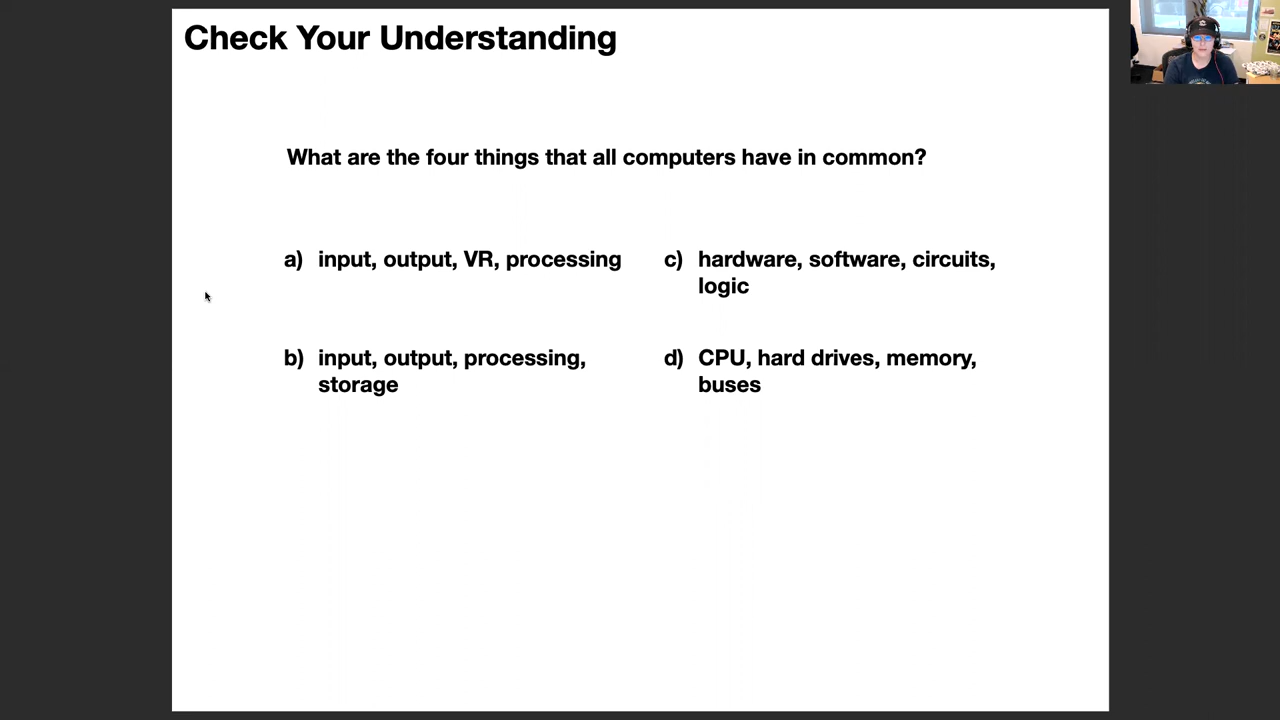 Check Your Understanding
What are the four things that all computers have in common?
a) input, output, VR, processing
b) input, output, processing,
storage
c) hardware, software, circuits,
logic
d) CPU, hard drives, memory,
buses